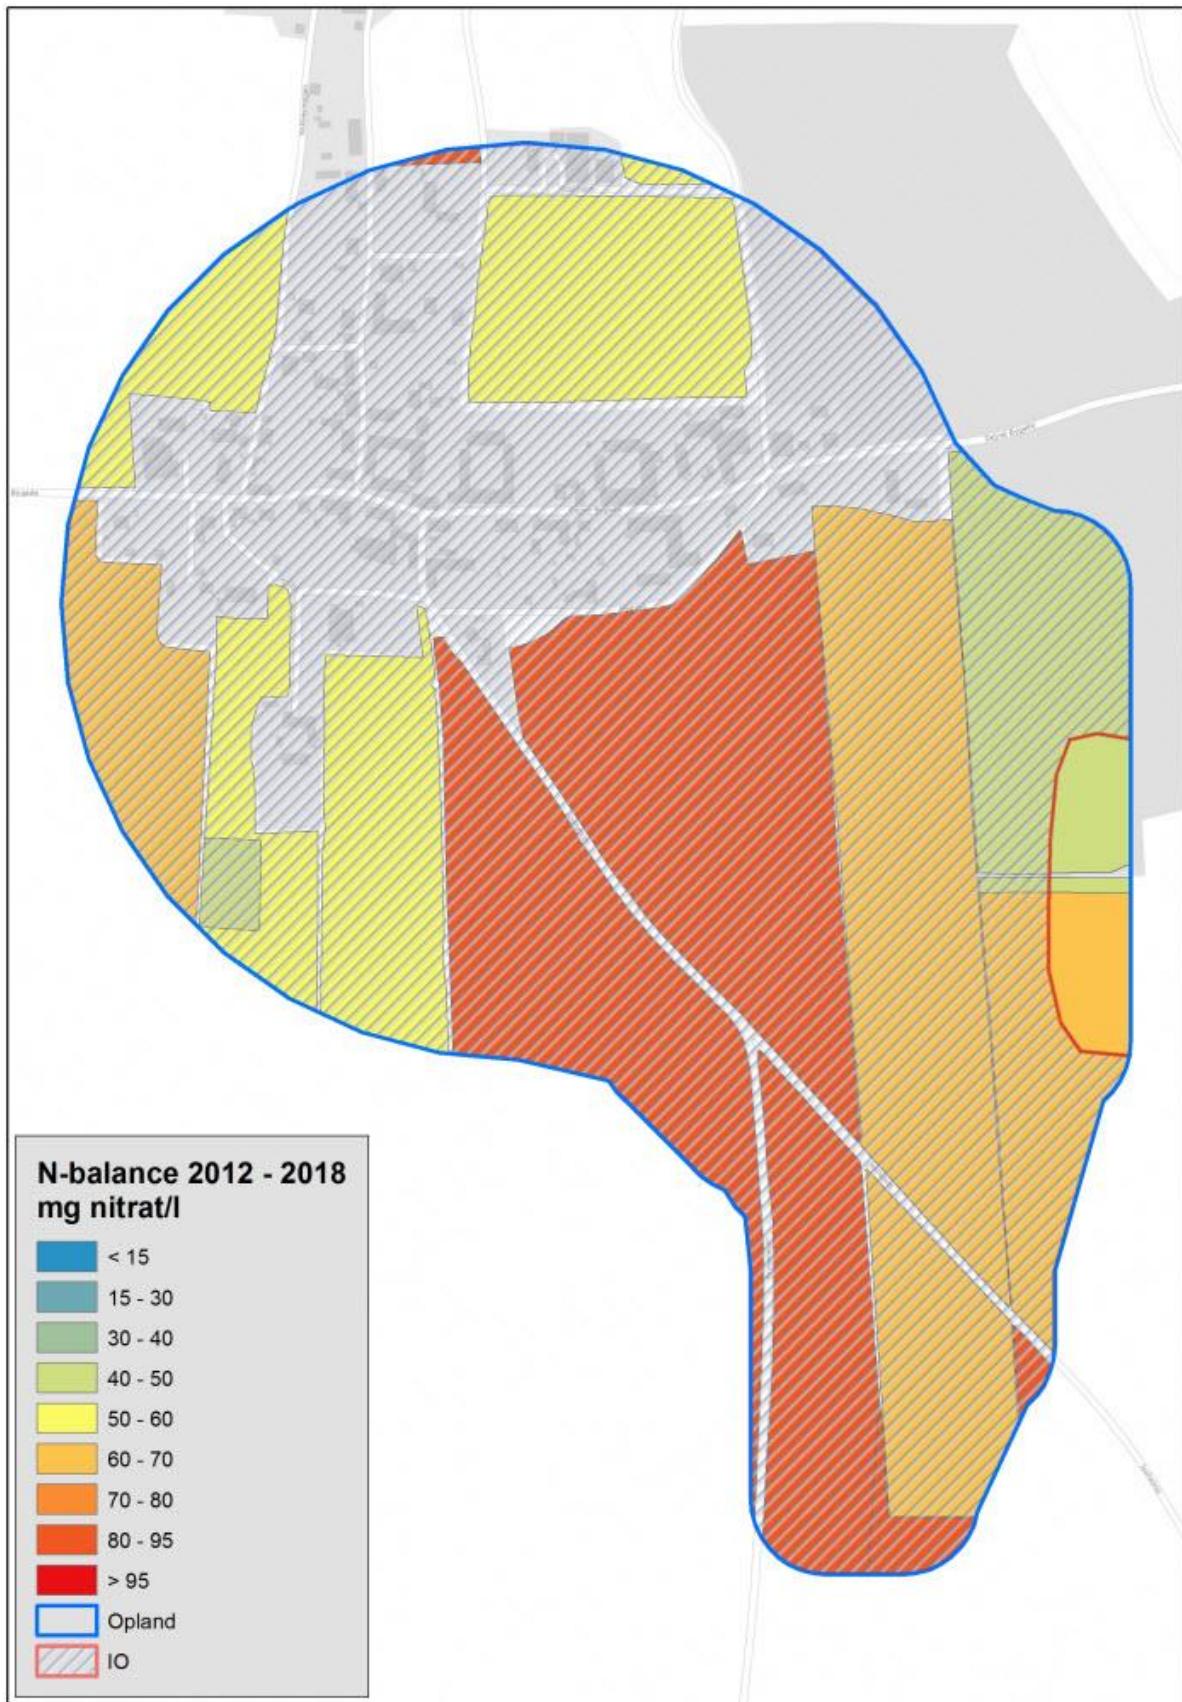 N-balance 2012 - 2018
mg nitrat/l
< 15
15 - 30
30 - 40
40 - 50
50 - 60
60 - 70
70 - 80
80 - 95
> 95
Opland
IO